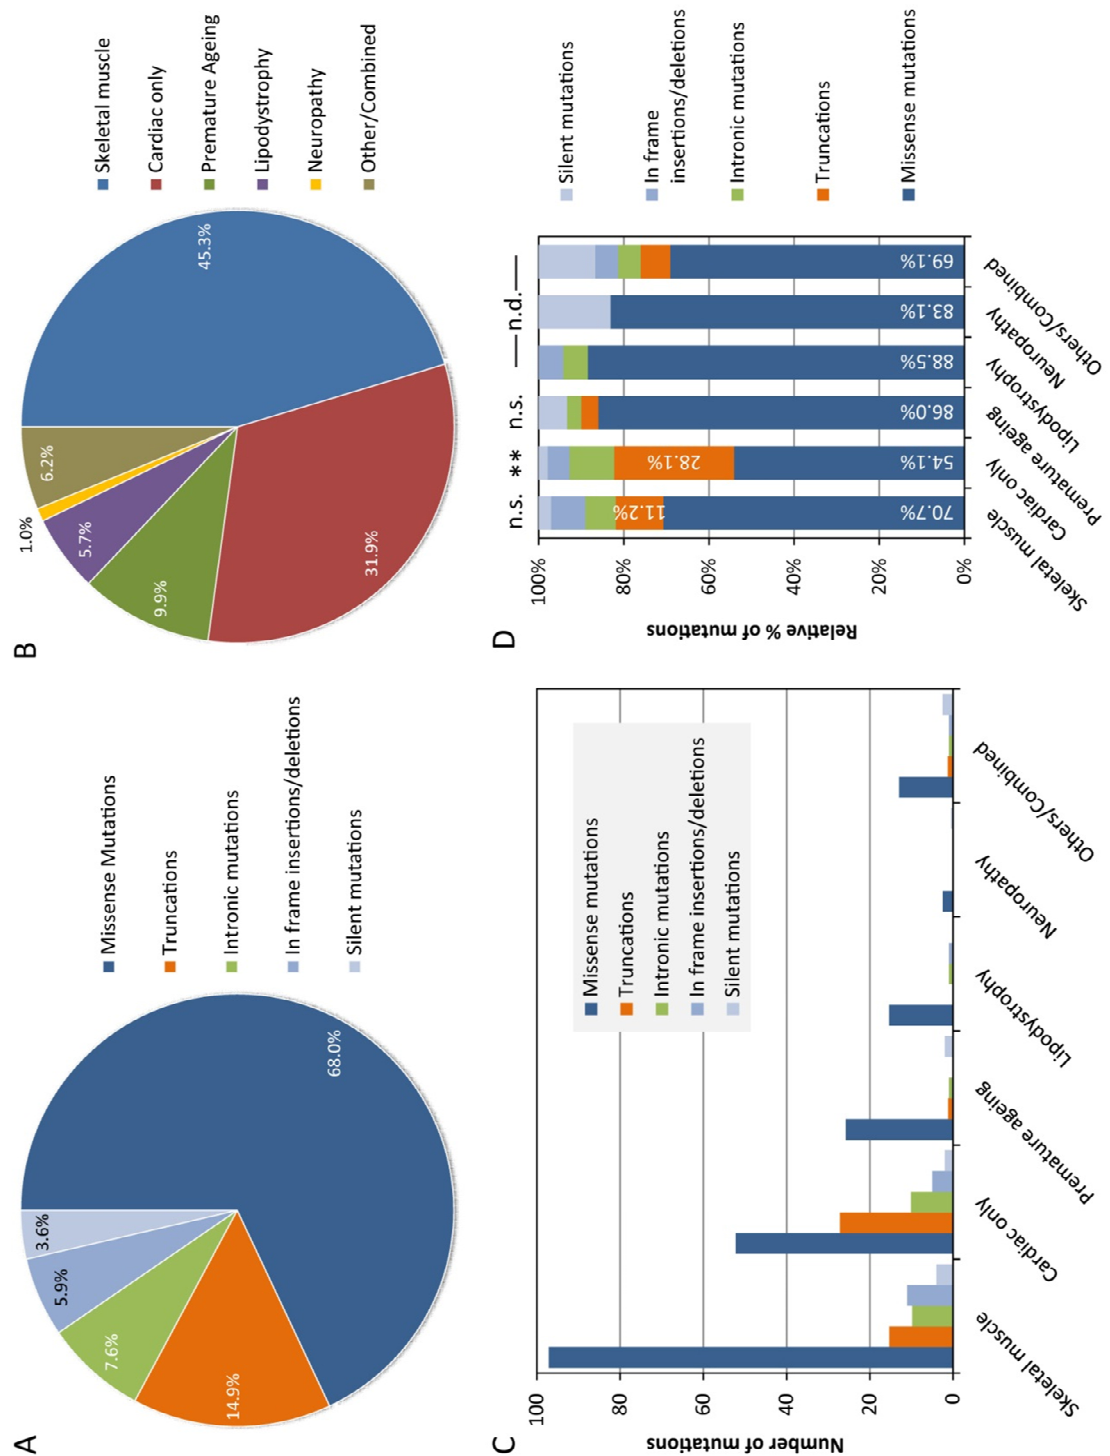 A
68.0%
14.9%
7.6%
5.9%
3.6%
Missense Mutations
Truncations
Intronic mutations
In frame insertions/deletions
Silent mutations
B
45.3%
31.9%
9.9%
5.7%
1.0%
6.2%
Skeletal muscle
Cardiac only
Premature Ageing
Lipodystrophy
Neuropathy
Other/Combined
C
Number of mutations
100
80
60
40
20
0
Missense mutations
Truncations
Intronic mutations
In frame insertions/deletions
Silent mutations
Skeletal muscle
Cardiac only
Premature ageing
Lipodystrophy
Neuropathy
Others/Combined
D
Relative % of mutations
100%
80%
60%
40%
20%
0%
n.s. ** n.s. n.d.
70.7%
11.2%
54.1%
28.1%
86.0%
88.5%
83.1%
69.1%
Skeletal muscle
Cardiac only
Premature ageing
Lipodystrophy
Neuropathy
Others/Combined
Silent mutations
In frame
insertions/deletions
Intronic mutations
Truncations
Missense mutations